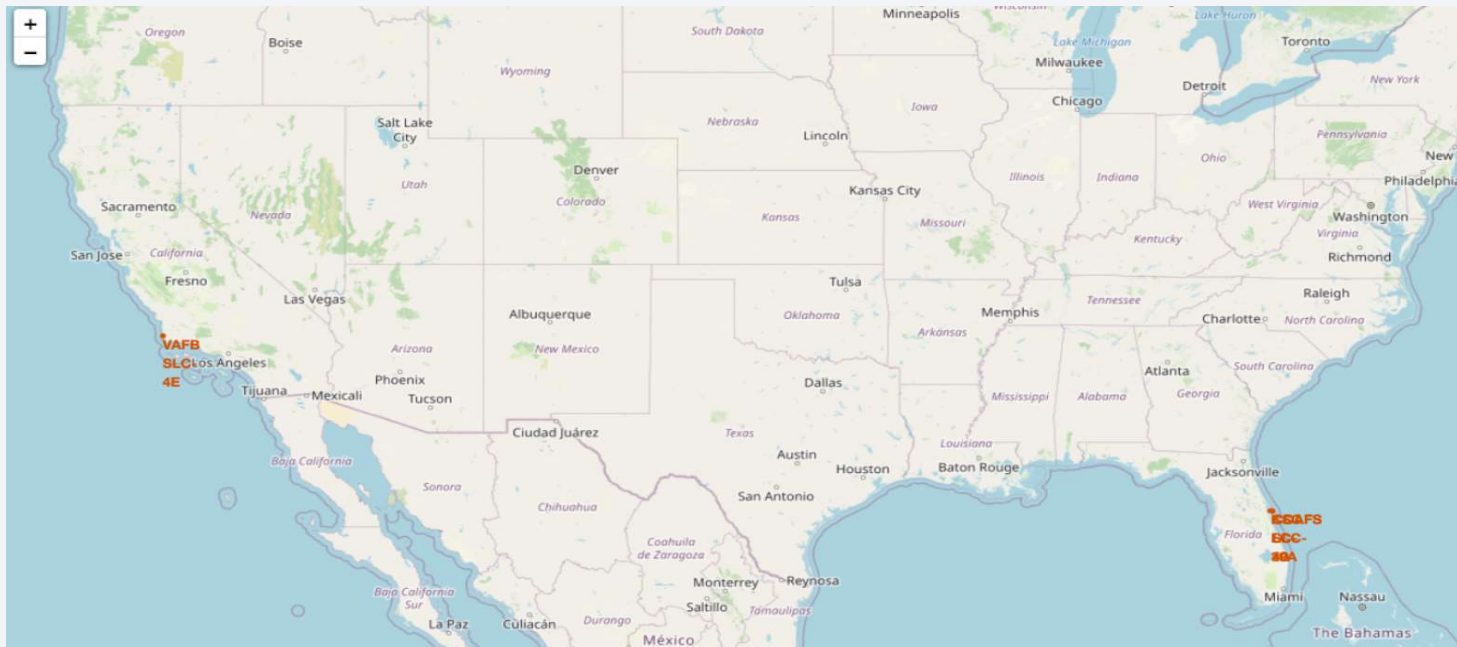 +
−
Oregon
Boise
South Dakota
Minneapolis
Wisconsin
Lake Huron
Toronto
Lake Michigan
Milwaukee
Wyoming
Detroit
New York
Chicago
Iowa
Salt Lake
City
Nebraska
Lincoln
Pennsylvania
New
Ohio
Denver
Philadelphia
Utah
Illinois
Indiana
Kansas City
Sacramento
Nevada
Colorado
Kansas
Missouri
West Virginia
Washington
Virginia
San Jose
California
Kentucky
Richmond
Fresno
Las Vegas
Tulsa
Raleigh
Albuquerque
Oklahoma
Memphis
Tennessee
Charlotte
North Carolina
VAFB
SLC-
4E
Los Angeles
Arizona
New Mexico
Arkansas
Atlanta
South Carolina
Phoenix
Dallas
Tijuana
Mexicali
Tucson
Mississippi
Alabama
Georgia
Ciudad Juárez
Texas
Louisiana
Baja California
Austin
Houston
Baton Rouge
Jacksonville
Sonora
Chihuahua
San Antonio
Florida
Coahuila
de Zaragoza
Baja California
Sur
Monterrey
Reynosa
Saltillo
Tamaulipas
Miami
Nassau
La Paz
Culiacán
Durango
México
The Bahamas